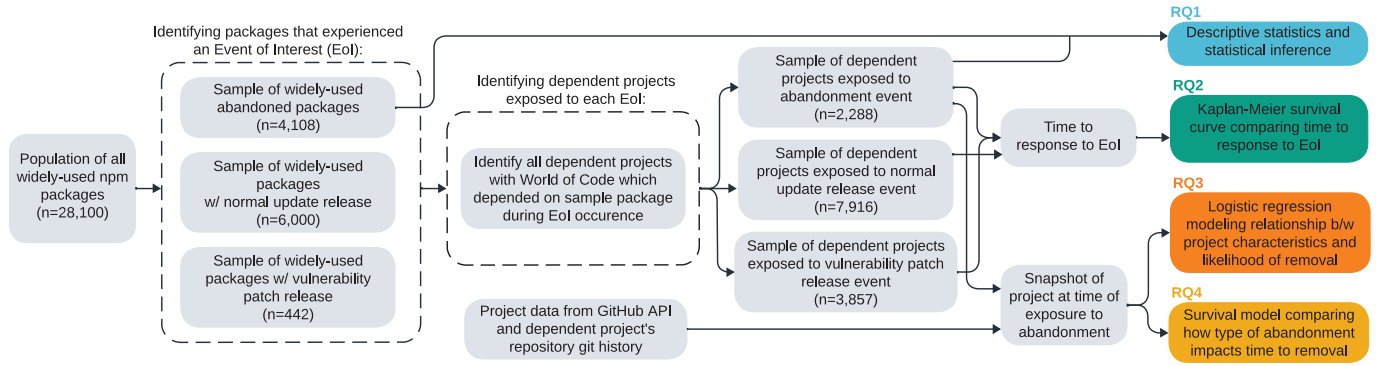 Identifying packages that experienced
an Event of Interest (EoI):
Population of all
widely-used npm
packages
(n=28,100)
Sample of widely-used
abandoned packages
(n=4,108)
Sample of widely-used
packages
w/ normal update release
(n=6,000)
Sample of widely-used
packages w/ vulnerability
patch release
(n=442)
Identifying dependent projects
exposed to each EoI:
Identify all dependent projects
with World of Code which
depended on sample package
during EoI occurence
Project data from GitHub API
and dependent project's
repository git history
Sample of dependent
projects exposed to
abandonment event
(n=2,288)
Sample of dependent
projects exposed to normal
update release event
(n=7,916)
Sample of dependent projects
exposed to vulnerability patch
release event
(n=3,857)
Time to
response to EoI
Snapshot of
project at time of
exposure to
abandonment
RQ1
Descriptive statistics and
statistical inference
RQ2
Kaplan-Meier survival
curve comparing time to
response to EoI
RQ3
Logistic regression
modeling relationship b/w
project characteristics and
likelihood of removal
RQ4
Survival model comparing
how type of abandonment
impacts time to removal